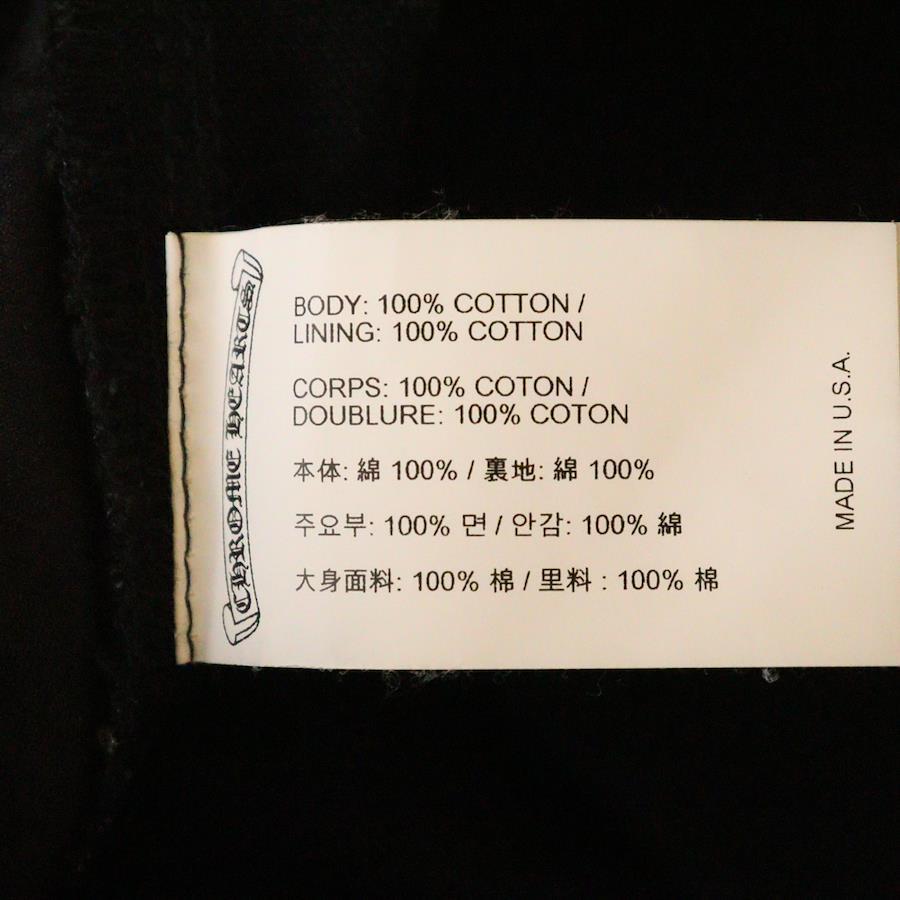 CHROME HEARTS
BODY: 100% COTTON /
LINING: 100% COTTON
CORPS: 100% COTON /
DOUBLURE: 100% COTON
本体: 綿 100% / 裏地: 綿 100%
주요부: 100% 면 / 안감: 100% 綿
大身面料: 100% 棉 / 里料 : 100% 棉
MADE IN U.S.A.